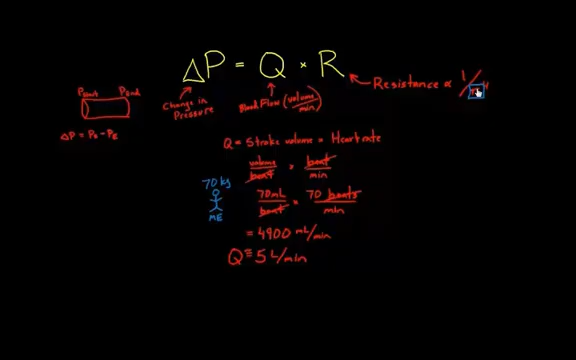 ΔP = Q × R
Resistance ∝ 1/
Pstart Pend
Change in Pressure
Blood Flow (volume/min)
ΔP = Ps - PE
Q = Stroke volume × Heart rate
volume/beat × beat/min
70 kg
70 mL/beat × 70 beats/min
ME
= 4900 mL/min
Q ≅ 5 L/min